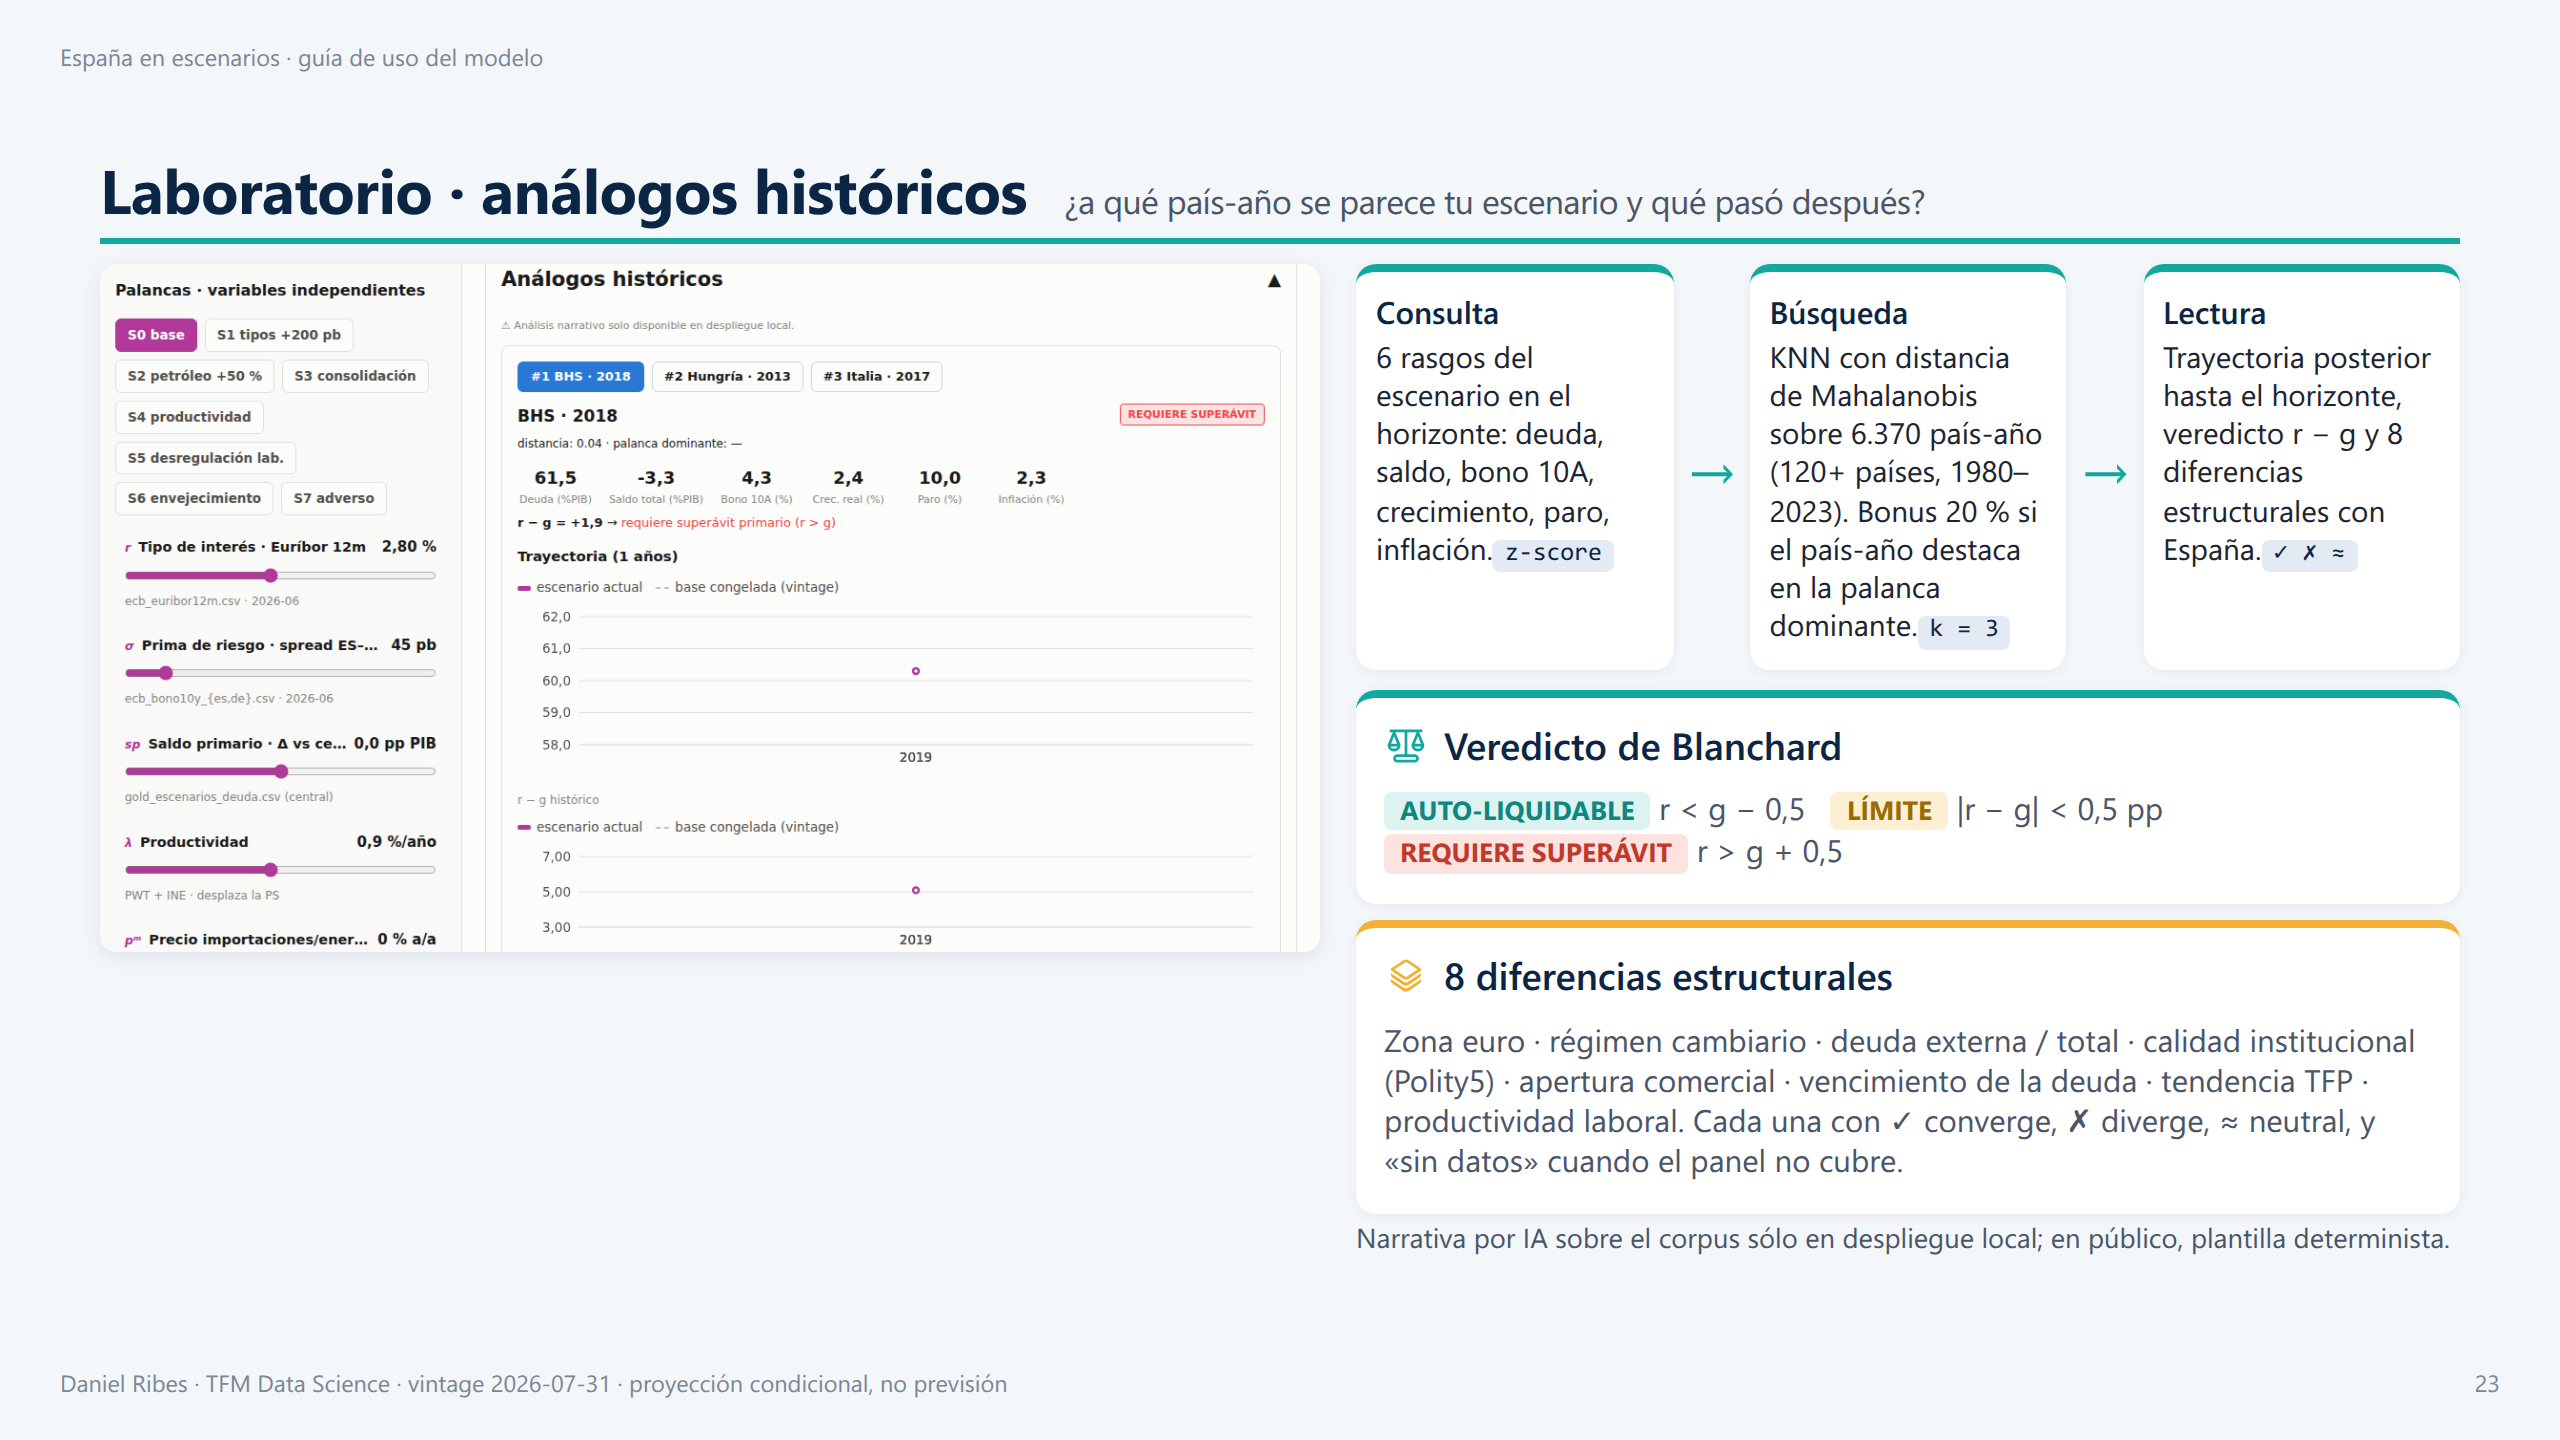 España en escenarios · guía de uso del modelo
Laboratorio · análogos históricos ¿a qué país-año se parece tu escenario y qué pasó después?
Palancas · variables independientes
S0 base S1 tipos +200 pb
S2 petróleo +50 % S3 consolidación
S4 productividad
S5 desregulación lab.
S6 envejecimiento S7 adverso
r Tipo de interés · Euríbor 12m 2,80 %
ecb_euribor12m.csv · 2026-06
σ Prima de riesgo · spread ES-... 45 pb
ecb_bono10y_{es,de}.csv · 2026-06
sp Saldo primario · Δ vs ce... 0,0 pp PIB
gold_escenarios_deuda.csv (central)
λ Productividad 0,9 %/año
PWT + INE · desplaza la PS
pᵐ Precio importaciones/ener... 0 % a/a
Análogos históricos ▲
⚠ Análisis narrativo solo disponible en despliegue local.
#1 BHS · 2018 #2 Hungría · 2013 #3 Italia · 2017
BHS · 2018 REQUIERE SUPERÁVIT
distancia: 0.04 · palanca dominante: —
61,5 -3,3 4,3 2,4 10,0 2,3
Deuda (%PIB) Saldo total (%PIB) Bono 10A (%) Crec. real (%) Paro (%) Inflación (%)
r − g = +1,9 → requiere superávit primario (r > g)
Trayectoria (1 años)
escenario actual base congelada (vintage)
62,0
61,0
60,0
59,0
58,0
2019
r − g histórico
escenario actual base congelada (vintage)
7,00
5,00
3,00
2019
Consulta
6 rasgos del
escenario en el
horizonte: deuda,
saldo, bono 10A,
crecimiento, paro,
inflación. z-score
→
Búsqueda
KNN con distancia
de Mahalanobis
sobre 6.370 país-año
(120+ países, 1980–
2023). Bonus 20 % si
el país-año destaca
en la palanca
dominante. k = 3
→
Lectura
Trayectoria posterior
hasta el horizonte,
veredicto r − g y 8
diferencias
estructurales con
España. ✓ ✗ ≈
Veredicto de Blanchard
AUTO-LIQUIDABLE r < g − 0,5 LÍMITE |r − g| < 0,5 pp
REQUIERE SUPERÁVIT r > g + 0,5
8 diferencias estructurales
Zona euro · régimen cambiario · deuda externa / total · calidad institucional
(Polity5) · apertura comercial · vencimiento de la deuda · tendencia TFP ·
productividad laboral. Cada una con ✓ converge, ✗ diverge, ≈ neutral, y
«sin datos» cuando el panel no cubre.
Narrativa por IA sobre el corpus sólo en despliegue local; en público, plantilla determinista.
Daniel Ribes · TFM Data Science · vintage 2026-07-31 · proyección condicional, no previsión
23